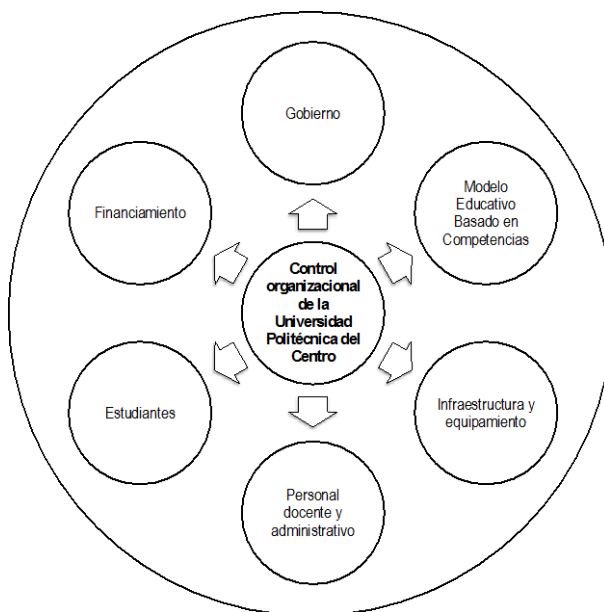 Gobierno
Financiamiento
Modelo
Educativo
Basado en
Competencias
Control
organizacional
de la
Universidad
Politécnica del
Centro
Estudiantes
Infraestructura y
equipamiento
Personal
docente y
administrativo